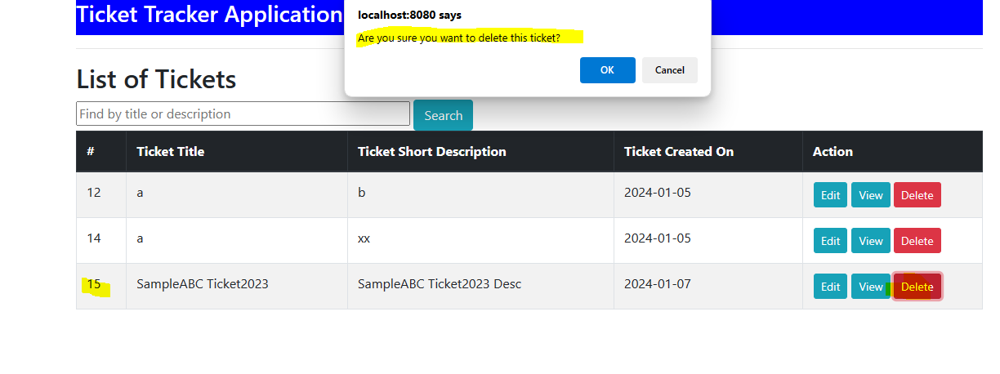 Ticket Tracker Application
localhost:8080 says
Are you sure you want to delete this ticket?
OK Cancel
List of Tickets
Find by title or description Search
# Ticket Title Ticket Short Description Ticket Created On Action
12 a b 2024-01-05 Edit View Delete
14 a xx 2024-01-05 Edit View Delete
15 SampleABC Ticket2023 SampleABC Ticket2023 Desc 2024-01-07 Edit View Delete